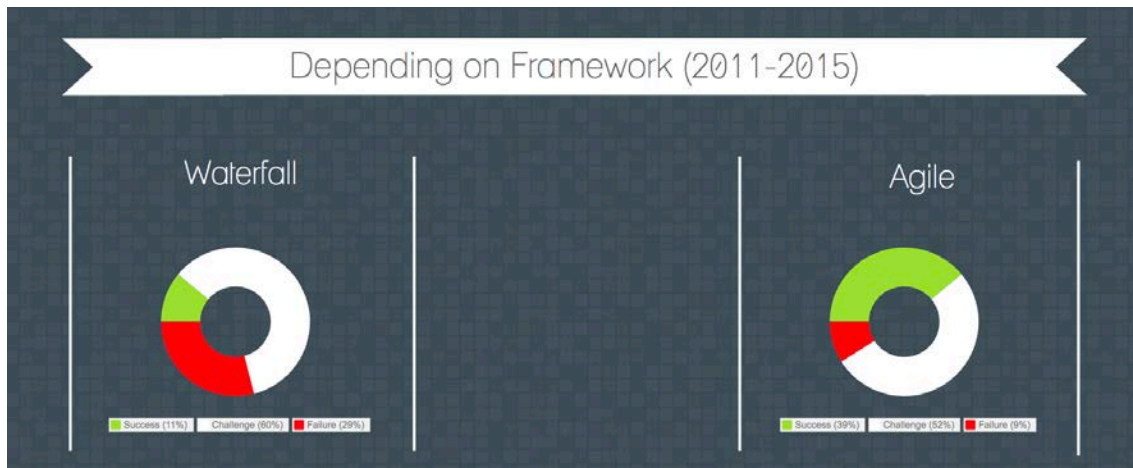 Depending on Framework (2011-2015)
Waterfall
Success (11%) Challenge (60%) Failure (29%)
Agile
Success (39%) Challenge (52%) Failure (9%)